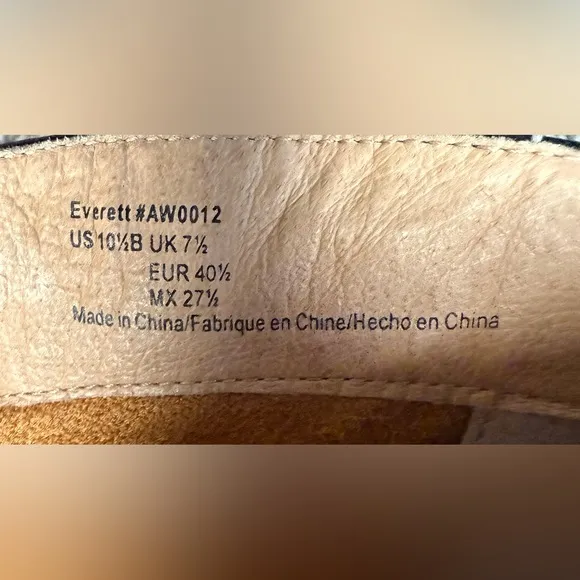 Everett #AW0012
US 10½B UK 7½
EUR 40½
MX 27½
Made in China/Fabrique en Chine/Hecho en China